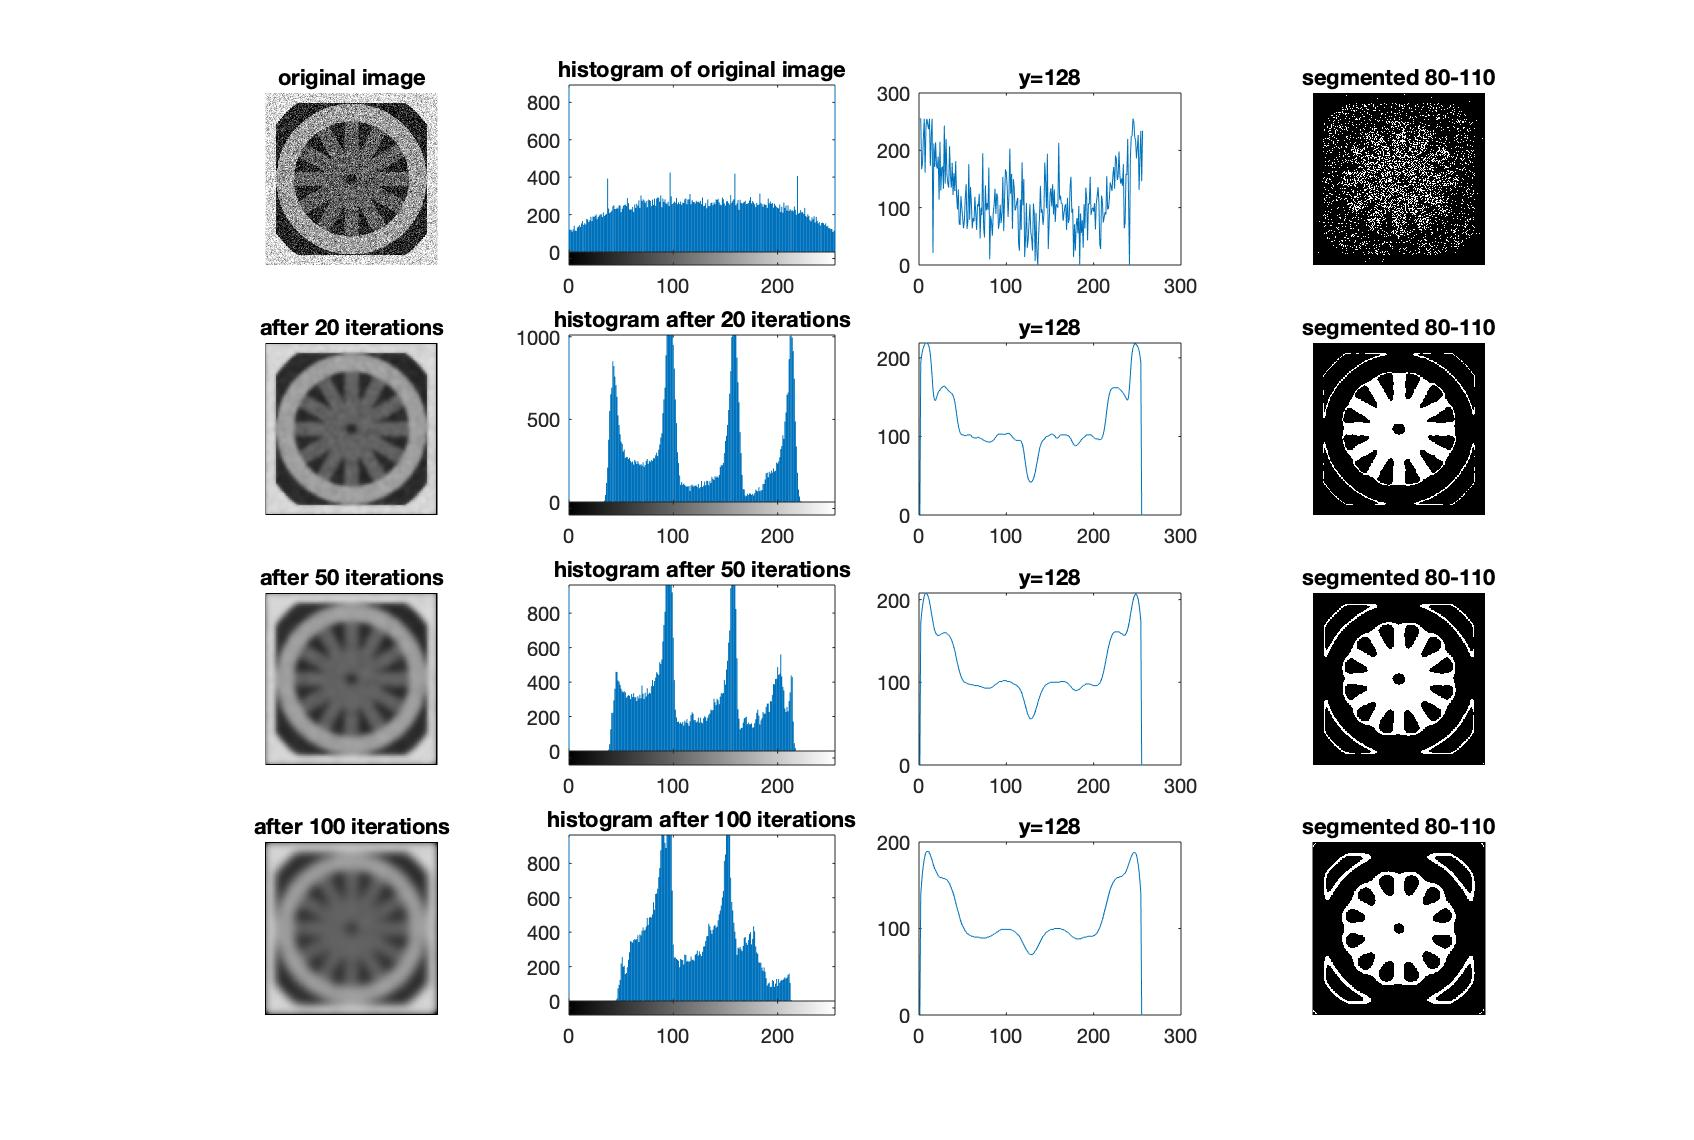 original image
histogram of original image
y=128
segmented 80-110
800
600
400
200
0
0 100 200
300
200
100
0
0 100 200 300
after 20 iterations
histogram after 20 iterations
y=128
segmented 80-110
1000
500
0
0 100 200
200
100
0
0 100 200 300
after 50 iterations
histogram after 50 iterations
y=128
segmented 80-110
800
600
400
200
0
0 100 200
200
100
0
0 100 200 300
after 100 iterations
histogram after 100 iterations
y=128
segmented 80-110
800
600
400
200
0
0 100 200
200
100
0
0 100 200 300